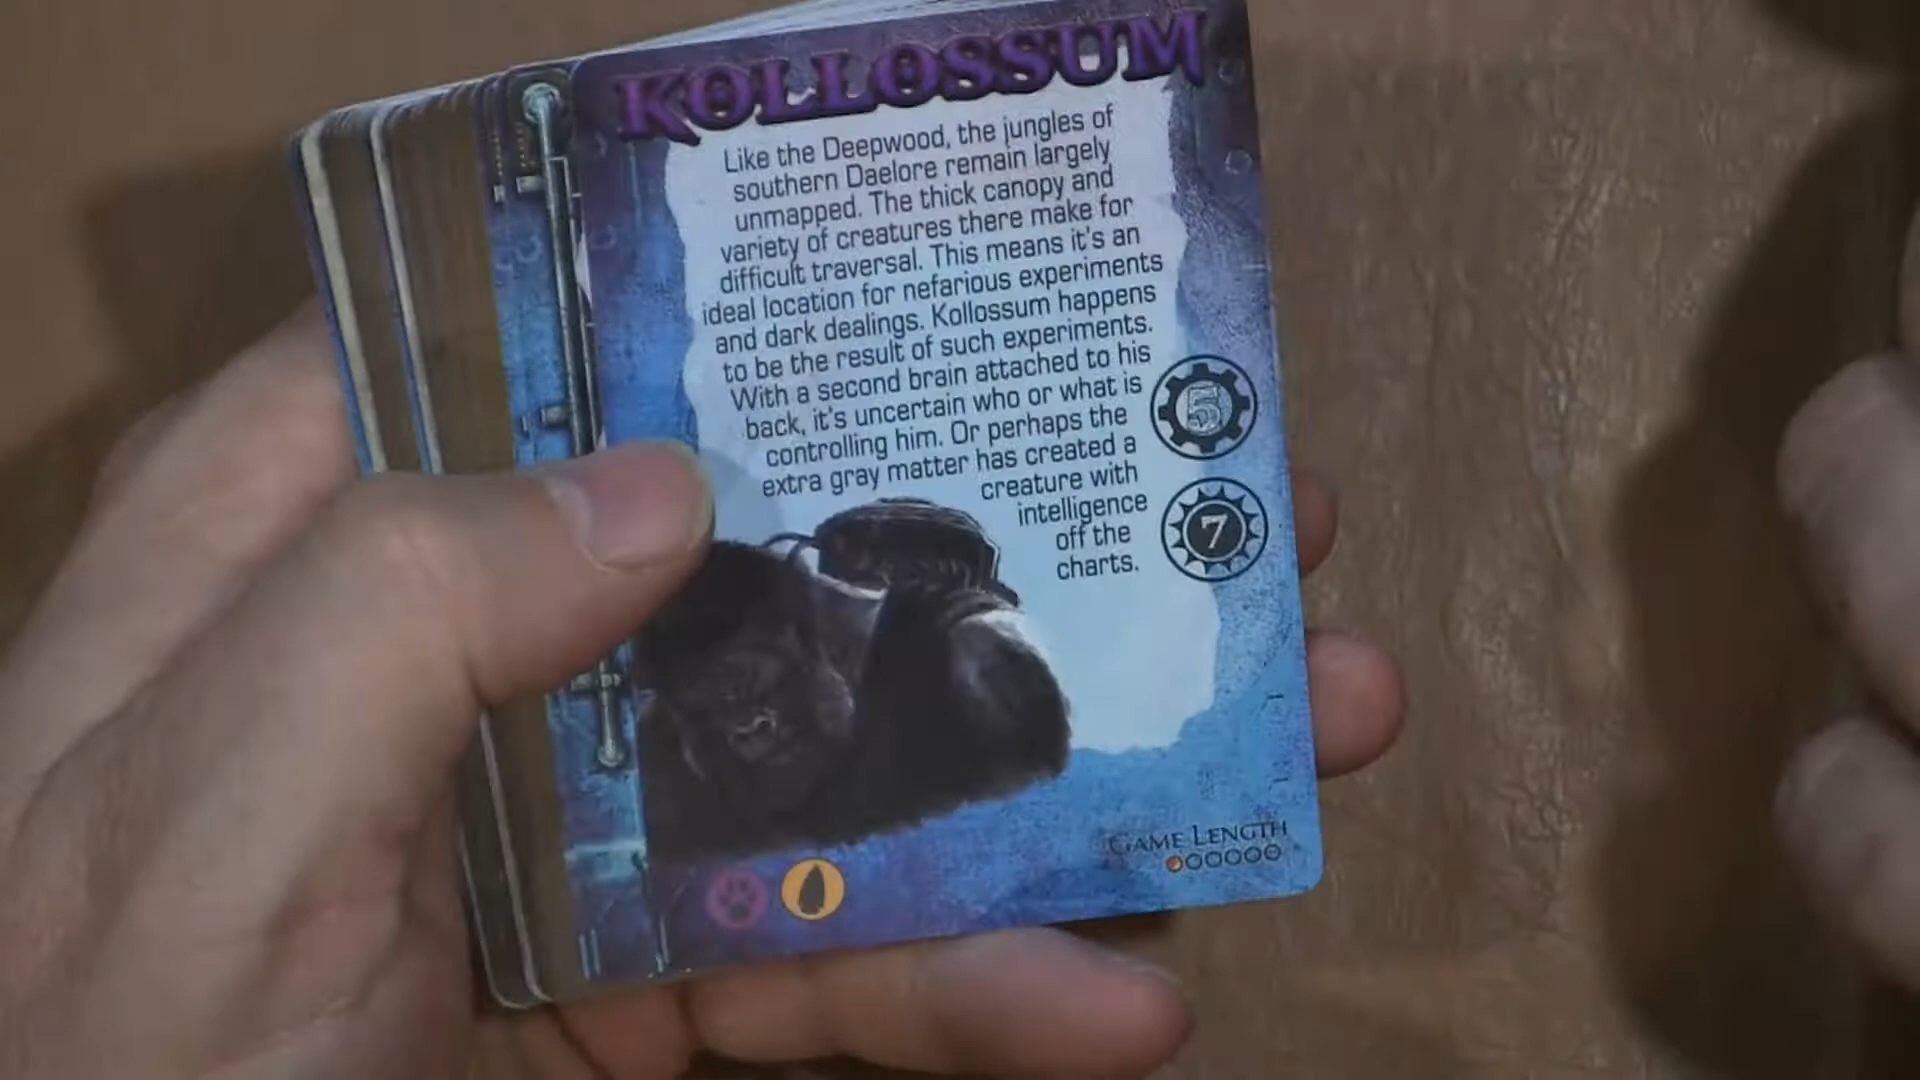 KOLLOSSUM
Like the Deepwood, the jungles of
southern Daelore remain largely
unmapped. The thick canopy and
variety of creatures there make for
difficult traversal. This means it's an
ideal location for nefarious experiments
and dark dealings. Kollossum happens
to be the result of such experiments.
With a second brain attached to his
back, it's uncertain who or what is
controlling him. Or perhaps the
extra gray matter has created a
creature with
intelligence
off the
charts.
5
7
GAME LENGTH